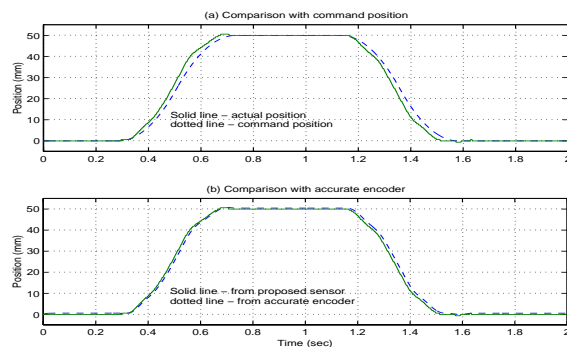 (a) Comparison with command position
50
40
30
20
10
0
Position (mm)
Solid line – actual position
dotted line – command position
0 0.2 0.4 0.6 0.8 1 1.2 1.4 1.6 1.8 2
(b) Comparison with accurate encoder
50
40
30
20
10
0
Position (mm)
Solid line – from proposed sensor
dotted line – from accurate encoder
0 0.2 0.4 0.6 0.8 1 1.2 1.4 1.6 1.8 2
Time (sec)